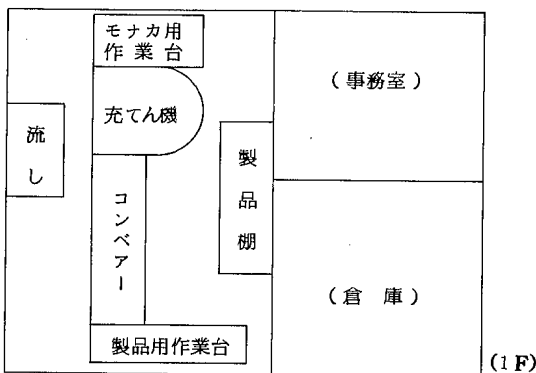 モナカ用
作業台
(事務室)
充てん機
流し
製品棚
コンベアー
(倉庫)
製品用作業台
(1F)